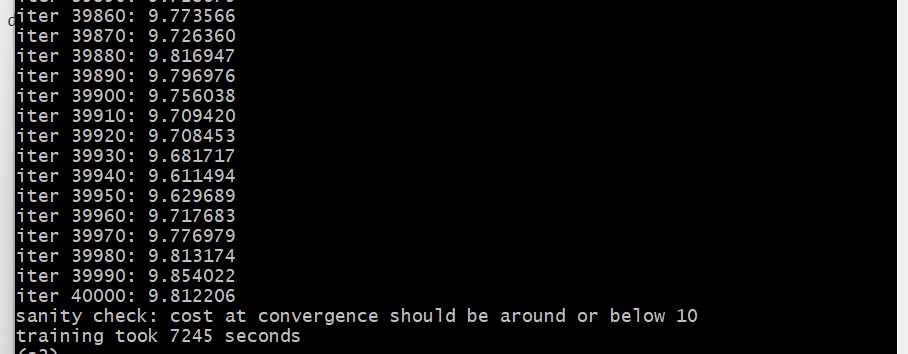 iter 39860: 9.773566
iter 39870: 9.726360
iter 39880: 9.816947
iter 39890: 9.796976
iter 39900: 9.756038
iter 39910: 9.709420
iter 39920: 9.708453
iter 39930: 9.681717
iter 39940: 9.611494
iter 39950: 9.629689
iter 39960: 9.717683
iter 39970: 9.776979
iter 39980: 9.813174
iter 39990: 9.854022
iter 40000: 9.812206
sanity check: cost at convergence should be around or below 10
training took 7245 seconds